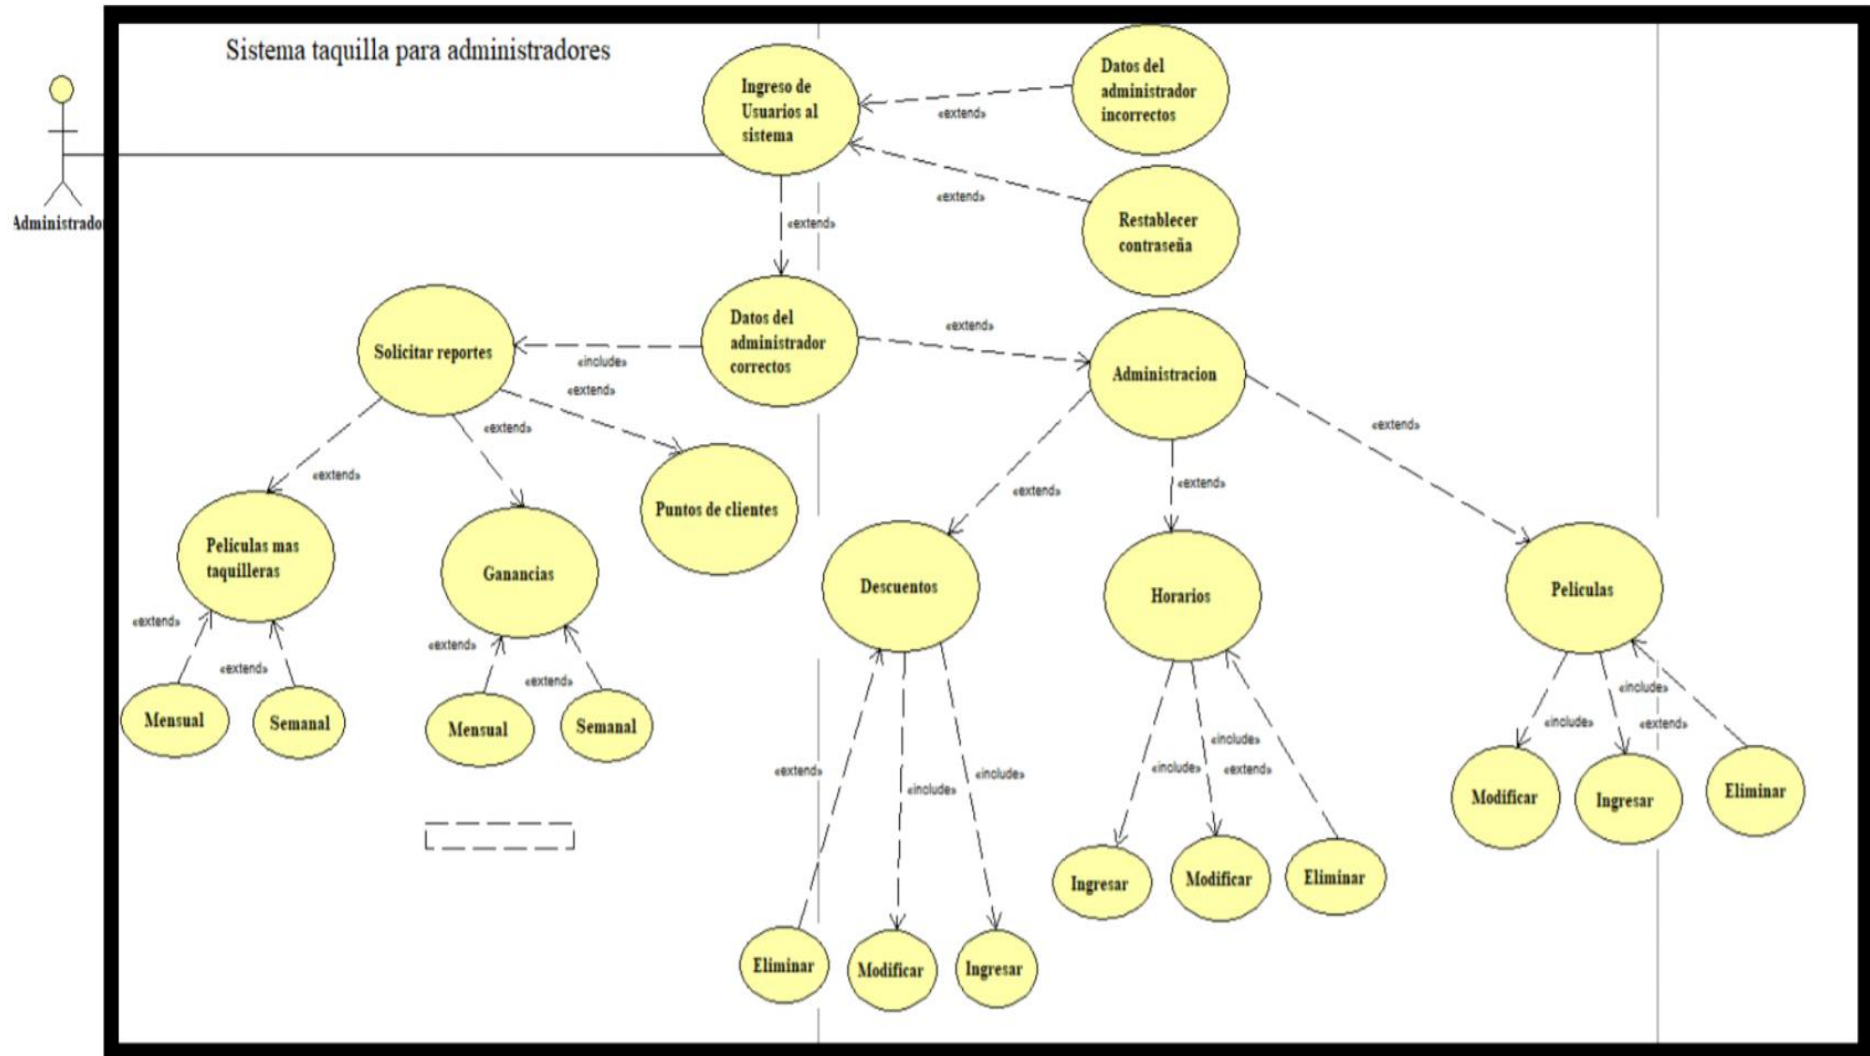 Sistema taquilla para administradores
Administrado
Ingreso de
Usuarios al
sistema
«extend»
Datos del
administrador
incorrectos
«extend»
Restablecer
contraseña
«extend»
Datos del
administrador
correctos
«include»
Solicitar reportes
«extend»
Administracion
«extend»
«extend»
«extend»
Peliculas mas
taquilleras
Ganancias
Puntos de clientes
«extend»
«extend»
«extend»
Descuentos
Horarios
Peliculas
«extend»
«extend»
Mensual
Semanal
«extend»
«extend»
Mensual
Semanal
«extend»
«include»
«include»
Eliminar
Modificar
Ingresar
«include»
«include»
«extend»
Ingresar
Modificar
Eliminar
«include»
«include»
«extend»
Modificar
Ingresar
Eliminar